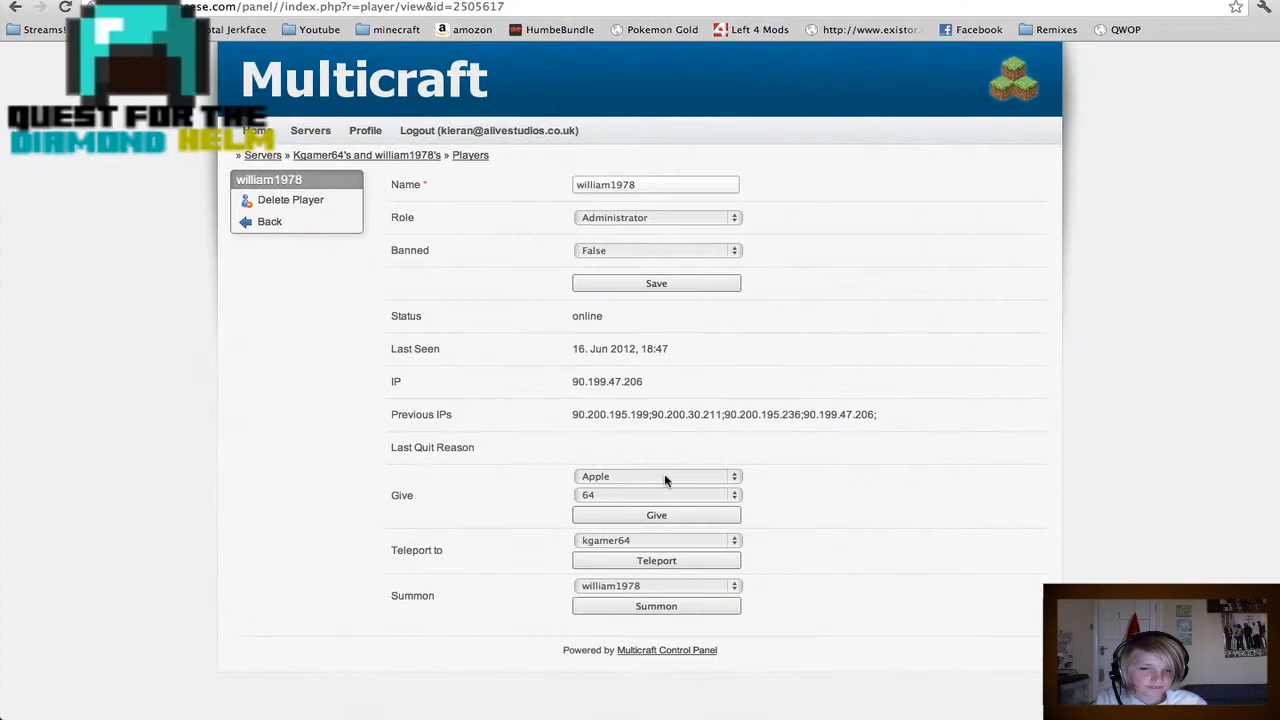 nese.com/panel//index.php?r=player/view&id=2505617
Streams!
otal Jerkface
YouTube
minecraft
amozon
HumbeBundle
Pokemon Gold
Left 4 Mods
http://www.existo
Facebook
Remixes
QWOP
QUEST FOR THE
DIAMOND HELM
Multicraft
Home
Servers
Profile
Logout (kieran@alivestudios.co.uk)
» Servers » Kgamer64's and william1978's » Players
william1978
Delete Player
Back
Name * william1978
Role Administrator
Banned False
Save
Status online
Last Seen 16. Jun 2012, 18:47
IP 90.199.47.206
Previous IPs 90.200.195.199;90.200.30.211;90.200.195.236;90.199.47.206;
Last Quit Reason
Apple
Give 64
Give
kgamer64
Teleport to
Teleport
william1978
Summon
Summon
Powered by Multicraft Control Panel